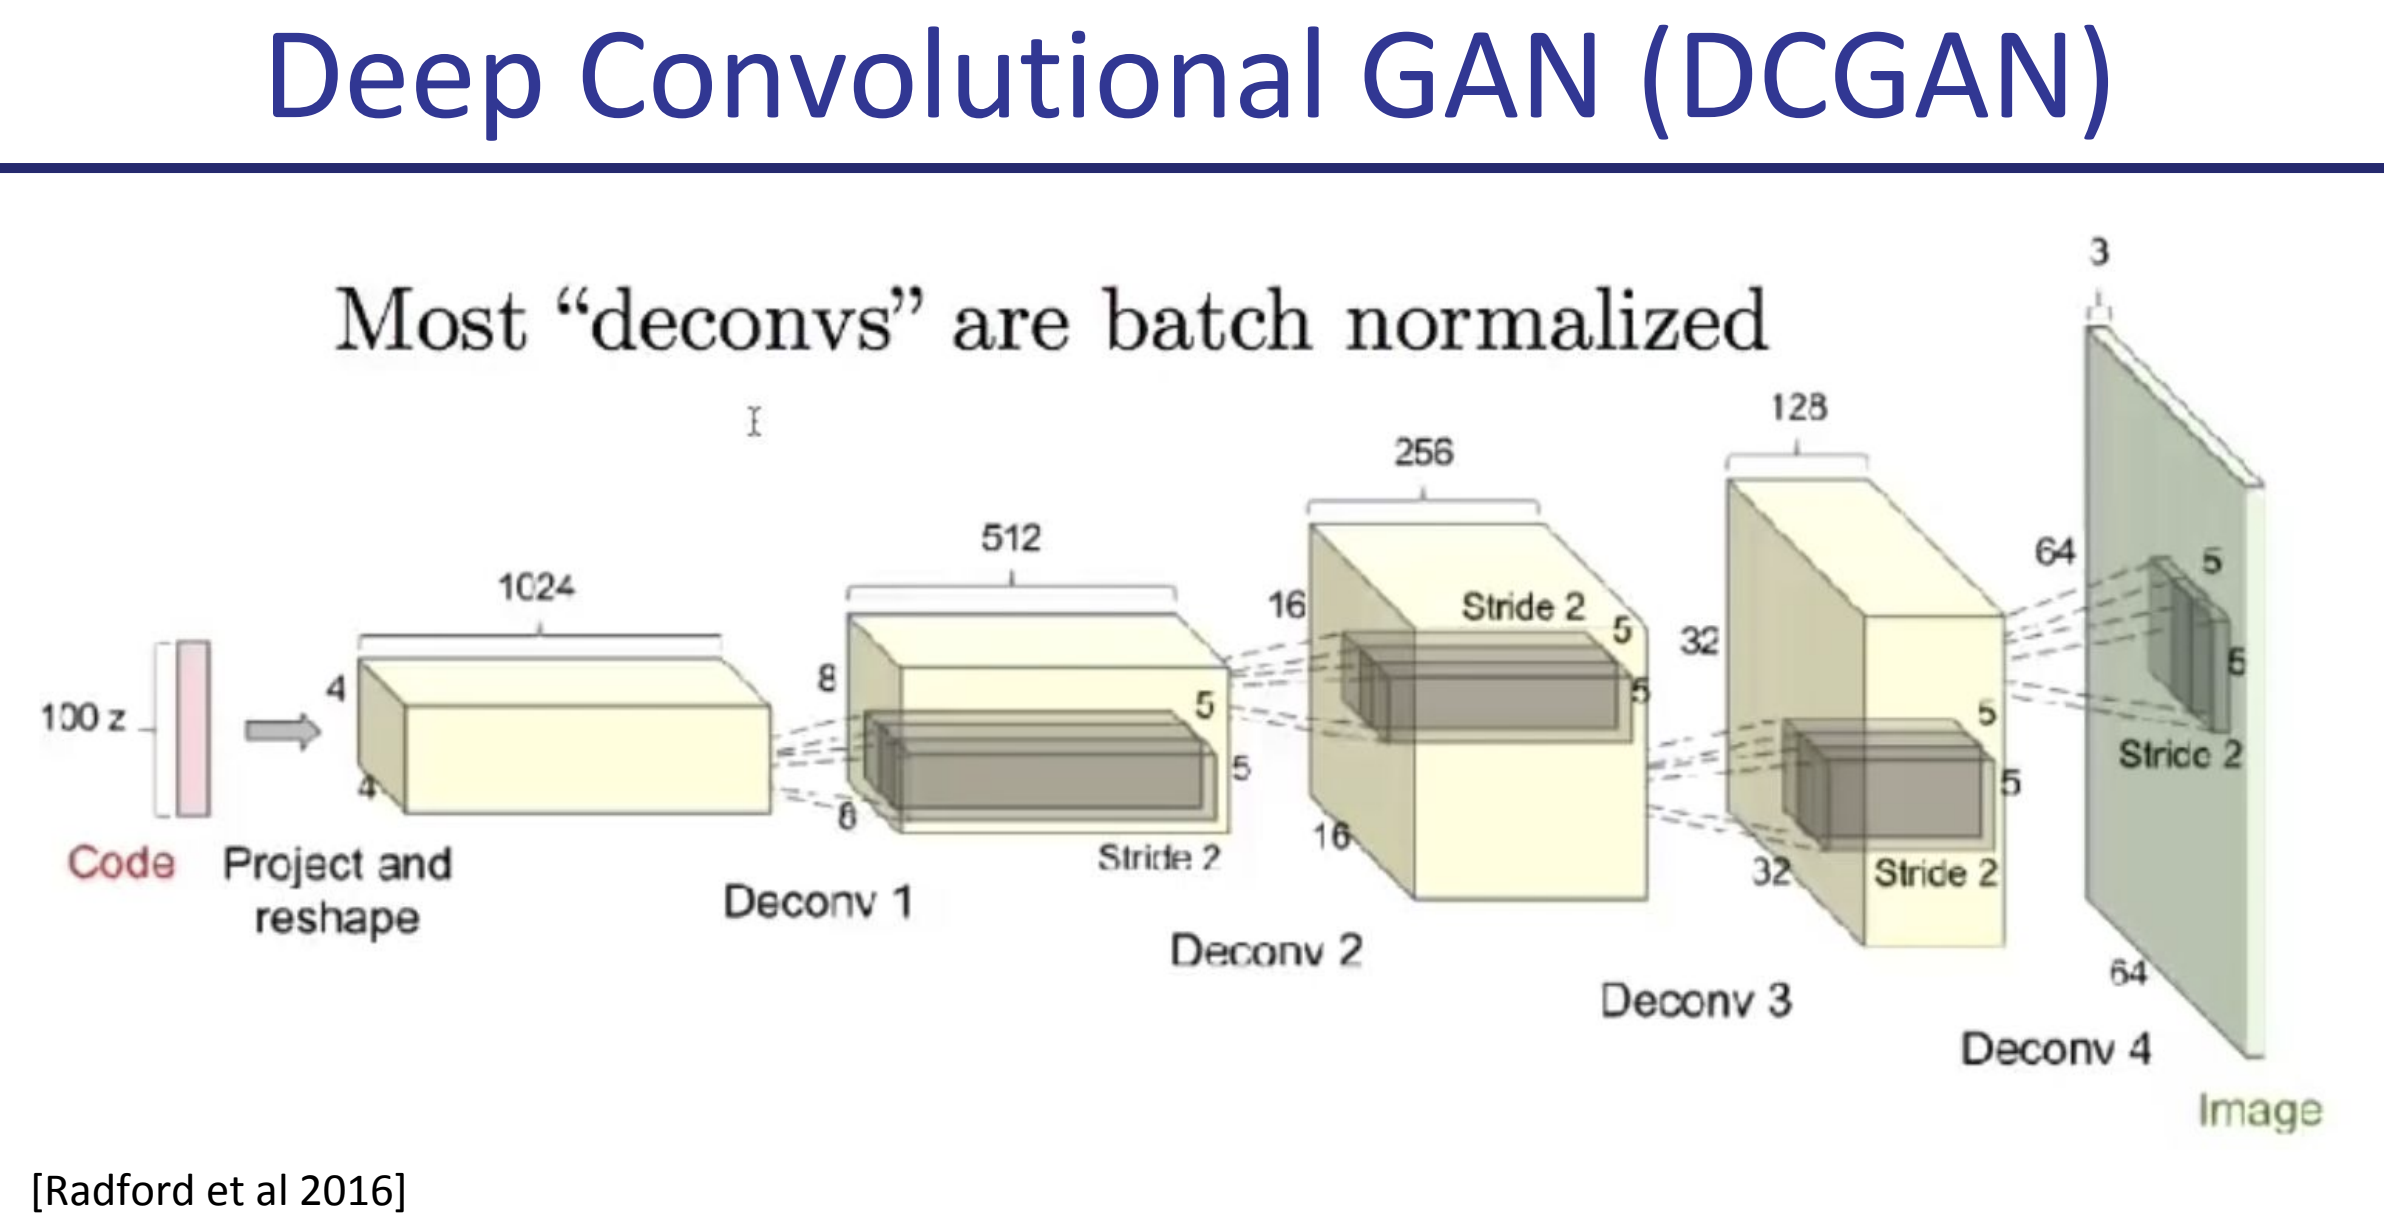 Deep Convolutional GAN (DCGAN)
Most “deconvs” are batch normalized
100 z
Code
Project and
reshape
4
4
1024
Deconv 1
8
8
512
5
5
Stride 2
Deconv 2
16
16
256
Stride 2
5
5
Deconv 3
32
32
128
5
5
Stride 2
Deconv 4
64
64
3
5
5
Stride 2
Image
[Radford et al 2016]